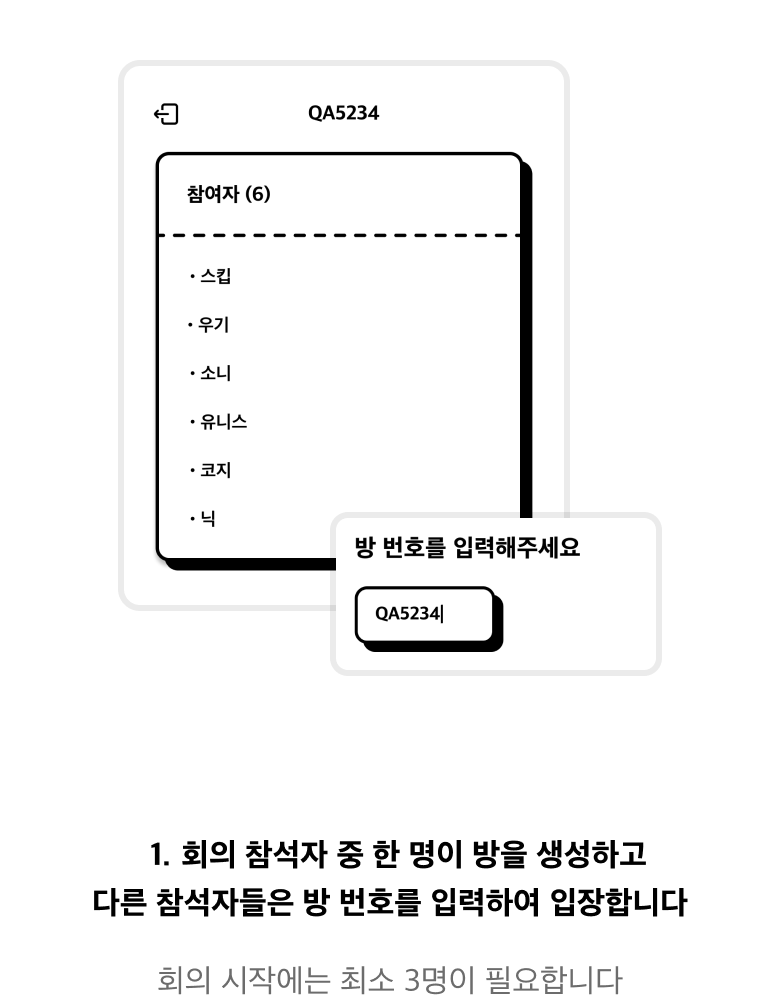 QA5234
참여자 (6)
• 스킵
• 우기
• 소니
• 유니스
• 코지
• 닉
방 번호를 입력해주세요
QA5234
1. 회의 참석자 중 한 명이 방을 생성하고
다른 참석자들은 방 번호를 입력하여 입장합니다
회의 시작에는 최소 3명이 필요합니다